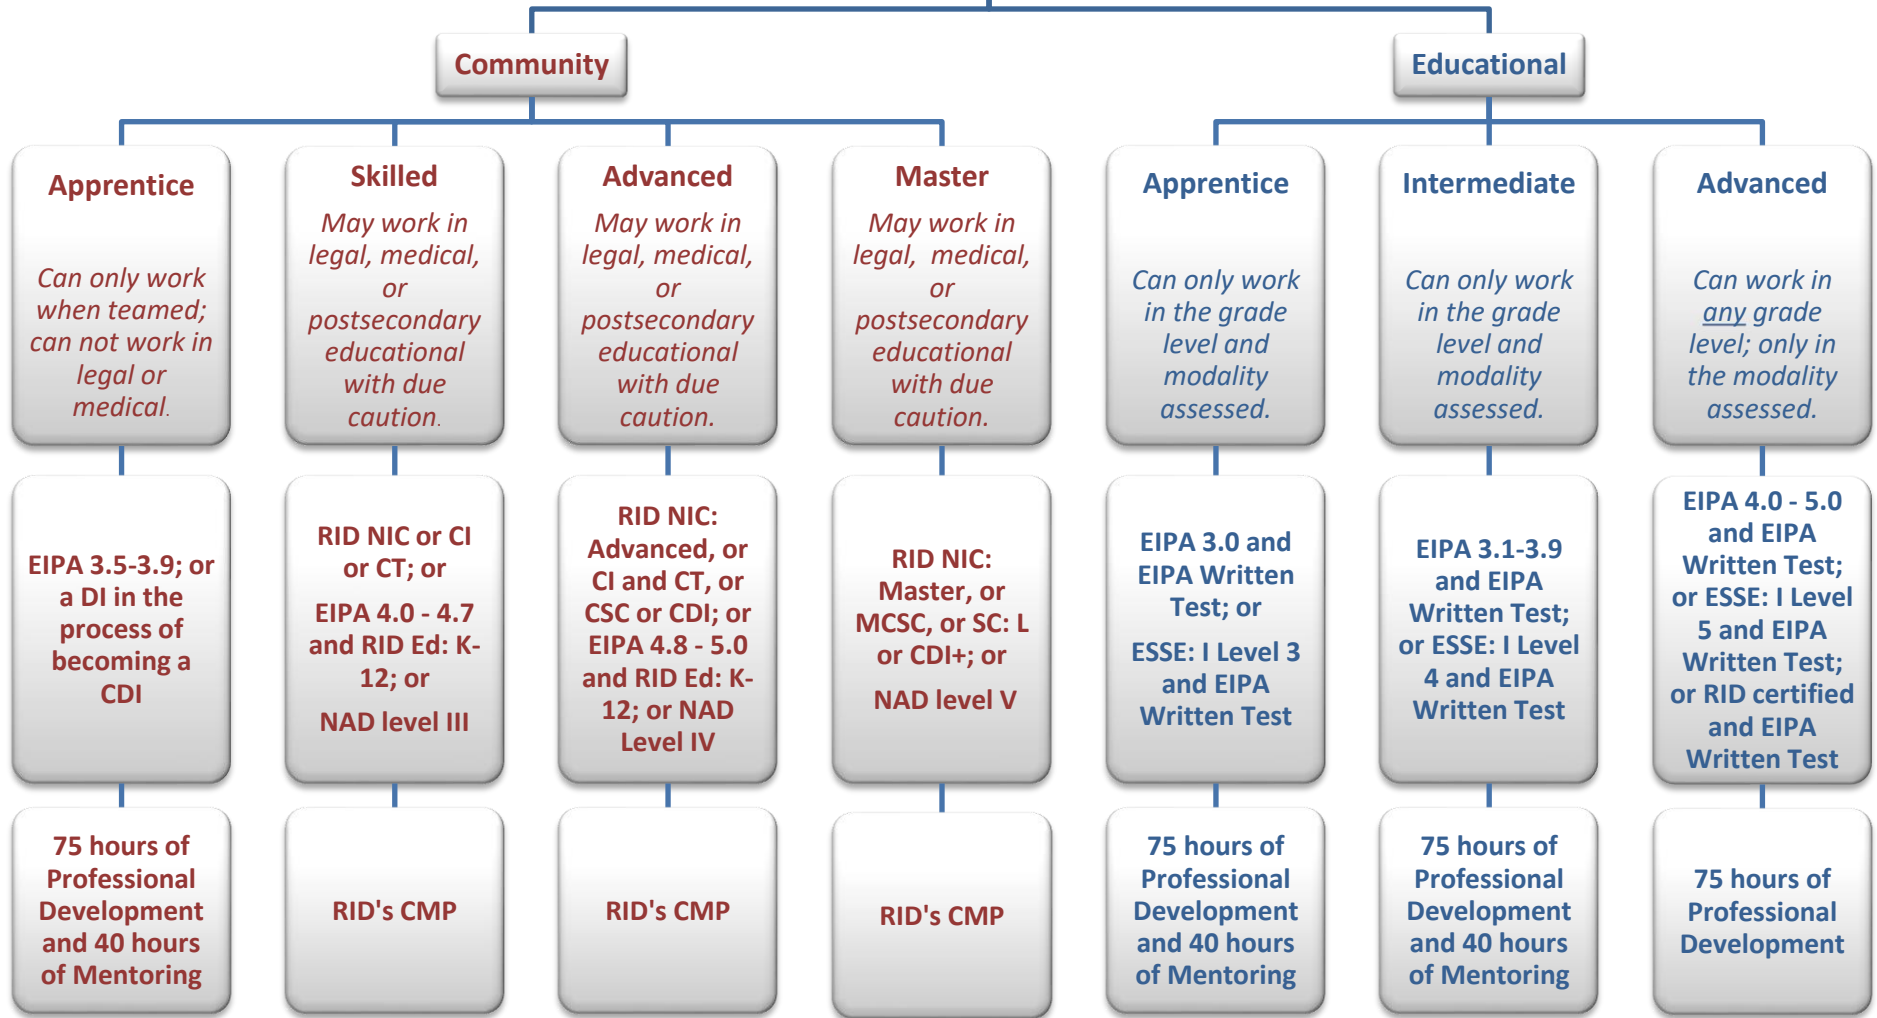 Community
Educational
Apprentice
Can only work
when teamed;
can not work in
legal or
medical.
Skilled
May work in
legal, medical,
or
postsecondary
educational
with due
caution.
Advanced
May work in
legal, medical,
or
postsecondary
educational
with due
caution.
Master
May work in
legal, medical,
or
postsecondary
educational
with due
caution.
Apprentice
Can only work
in the grade
level and
modality
assessed.
Intermediate
Can only work
in the grade
level and
modality
assessed.
Advanced
Can work in
any grade
level; only in
the modality
assessed.
EIPA 3.5-3.9; or
a DI in the
process of
becoming a
CDI
RID NIC or CI
or CT; or
EIPA 4.0 - 4.7
and RID Ed: K-
12; or
NAD level III
RID NIC:
Advanced, or
CI and CT, or
CSC or CDI; or
EIPA 4.8 - 5.0
and RID Ed: K-
12; or NAD
Level IV
RID NIC:
Master, or
MCSC, or SC: L
or CDI+; or
NAD level V
EIPA 3.0 and
EIPA Written
Test; or
ESSE: I Level 3
and EIPA
Written Test
EIPA 3.1-3.9
and EIPA
Written Test;
or ESSE: I Level
4 and EIPA
Written Test
EIPA 4.0 - 5.0
and EIPA
Written Test;
or ESSE: I Level
5 and EIPA
Written Test;
or RID certified
and EIPA
Written Test
75 hours of
Professional
Development
and 40 hours
of Mentoring
RID's CMP
RID's CMP
RID's CMP
75 hours of
Professional
Development
and 40 hours
of Mentoring
75 hours of
Professional
Development
and 40 hours
of Mentoring
75 hours of
Professional
Development